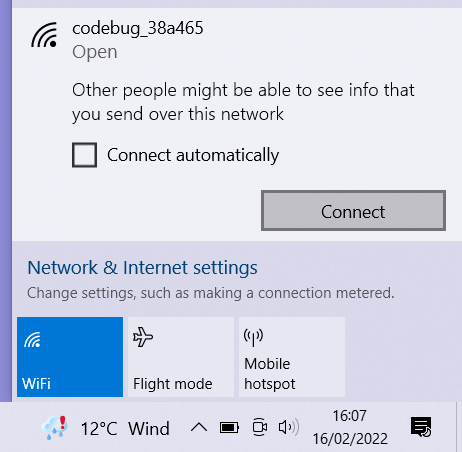 codebug_38a465
Open
Other people might be able to see info that
you send over this network
Connect automatically
Connect
Network & Internet settings
Change settings, such as making a connection metered.
WiFi
Flight mode
Mobile
hotspot
12°C Wind
16:07
16/02/2022